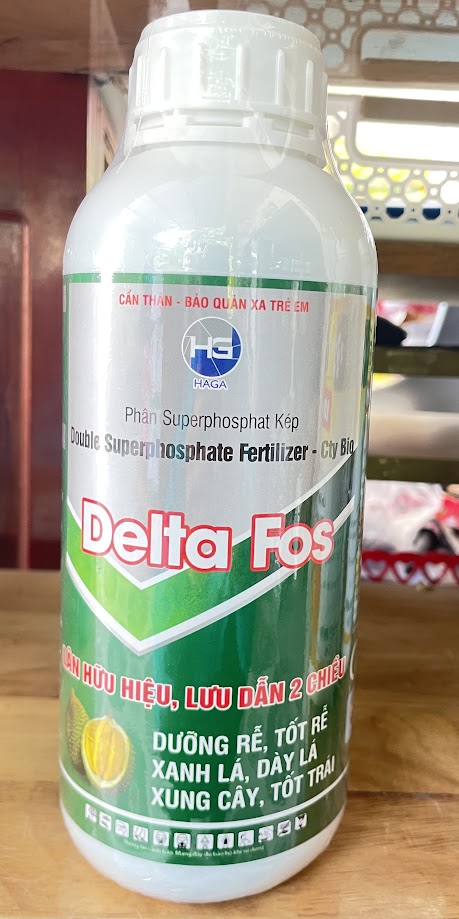 CẨN THẬN - BẢO QUẢN XA TRẺ EM
HG
HAGA
Phân Superphosphat Kép
Double Superphosphate Fertilizer - Cty Bio
Delta Fos
LÂN HỮU HIỆU, LƯU DẪN 2 CHIỀU
DƯỠNG RỄ, TỐT RỄ
XANH LÁ, DÀY LÁ
XUNG CÂY, TỐT TRÁI